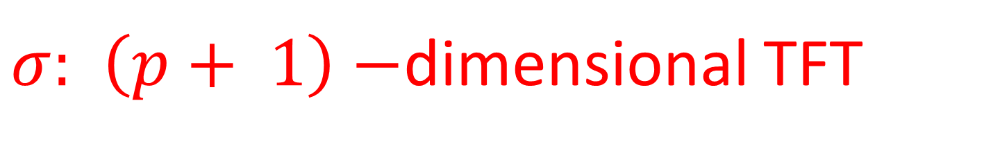 σ: (p + 1) −dimensional TFT